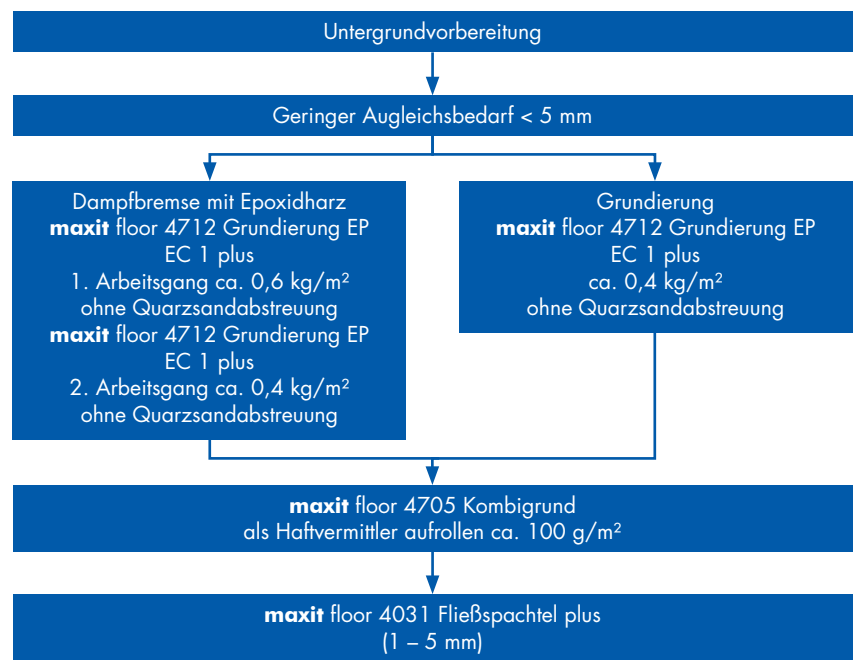 Untergrundvorbereitung
Geringer Augleichsbedarf < 5 mm
Dampfbremse mit Epoxidharz
maxit floor 4712 Grundierung EP
EC 1 plus
1. Arbeitsgang ca. 0,6 kg/m²
ohne Quarzsandabstreuung
maxit floor 4712 Grundierung EP
EC 1 plus
2. Arbeitsgang ca. 0,4 kg/m²
ohne Quarzsandabstreuung
Grundierung
maxit floor 4712 Grundierung EP
EC 1 plus
ca. 0,4 kg/m²
ohne Quarzsandabstreuung
maxit floor 4705 Kombigrund
als Haftvermittler aufrollen ca. 100 g/m²
maxit floor 4031 Fließspachtel plus
(1 – 5 mm)